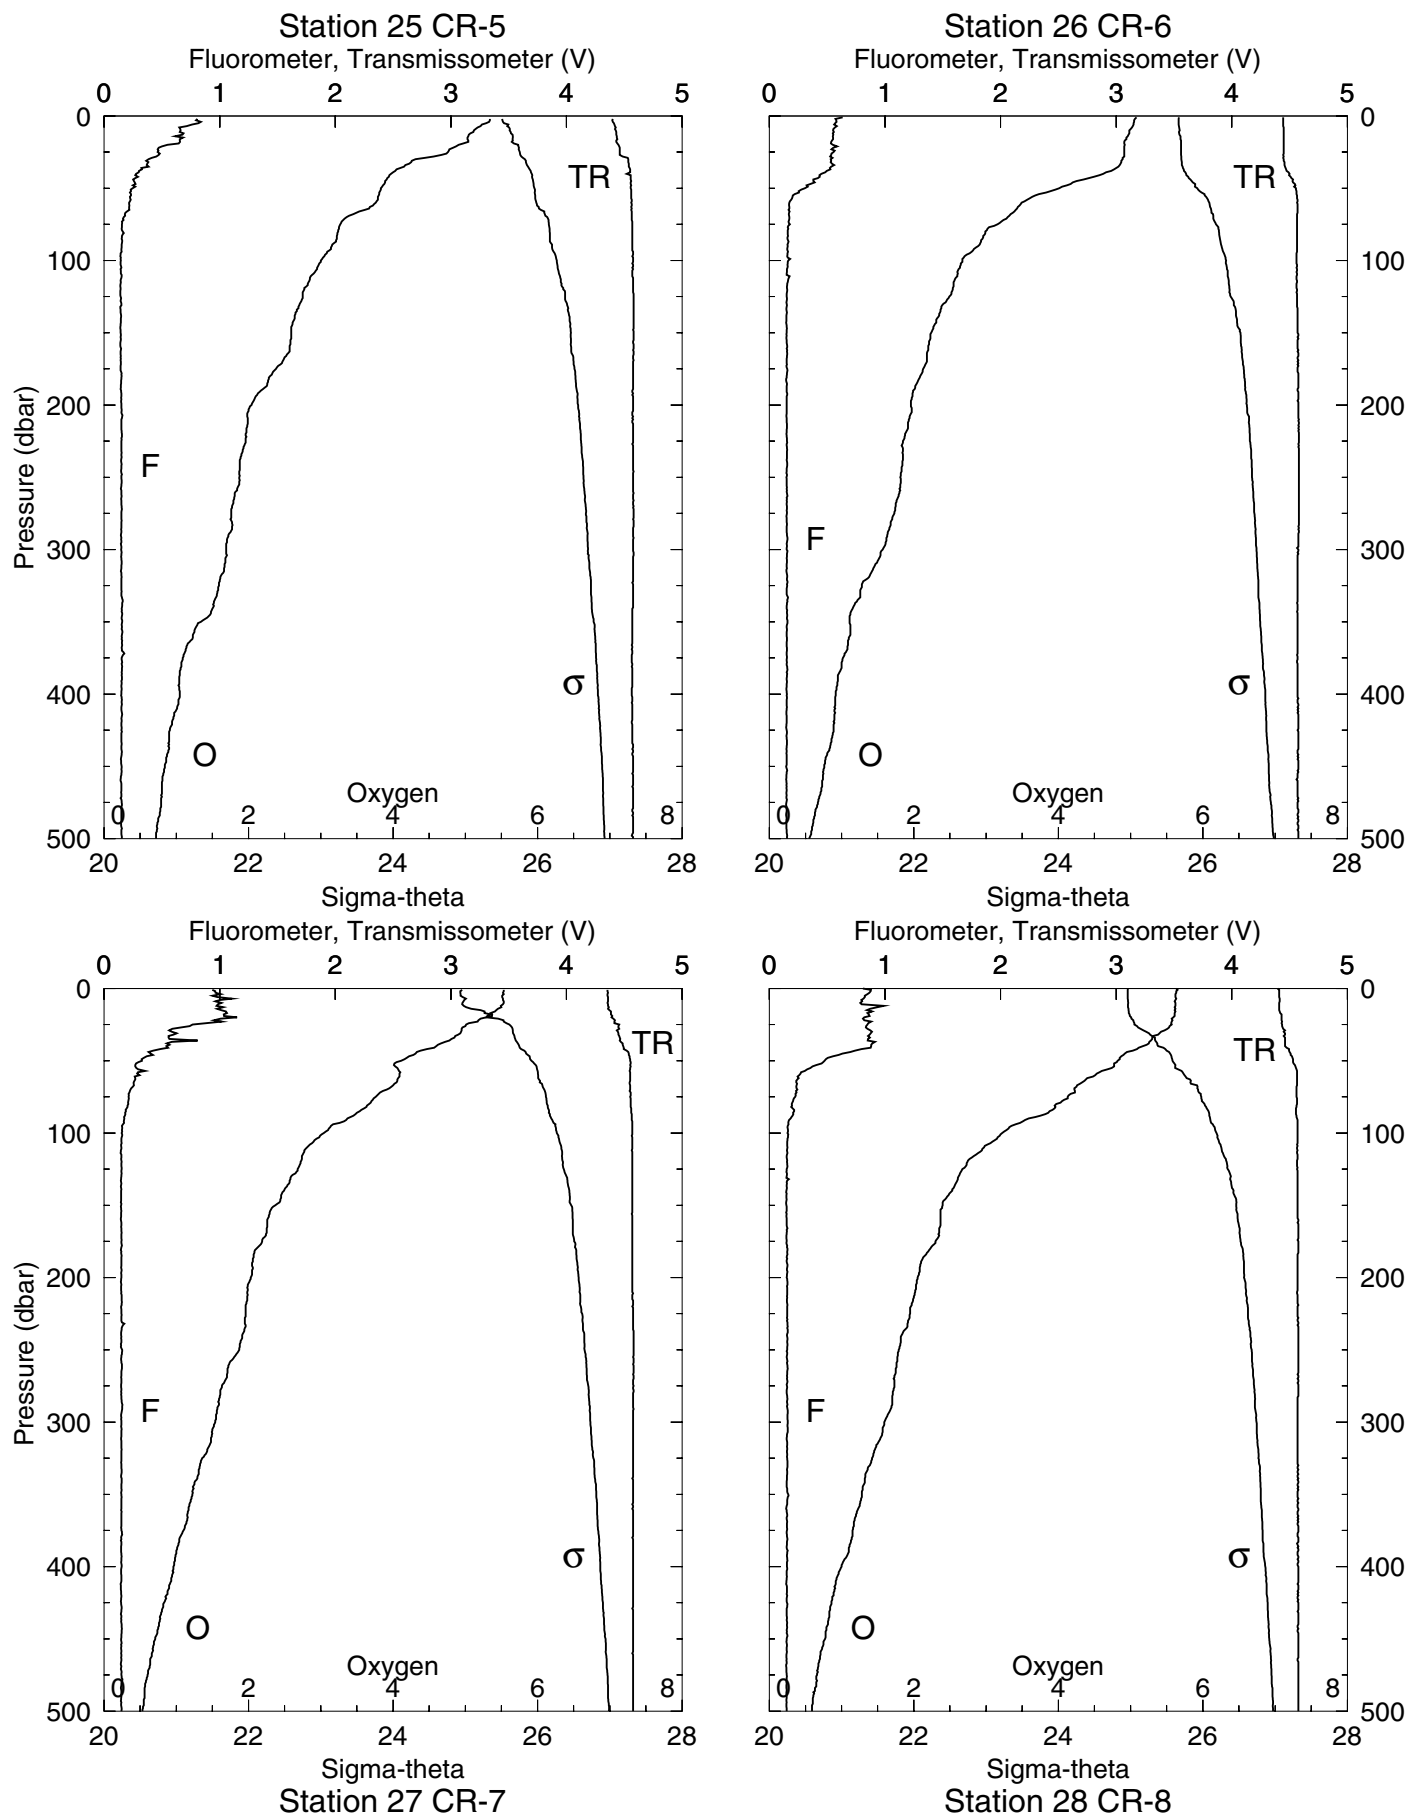 Station 25 CR-5
Station 26 CR-6
Fluorometer, Transmissometer (V)
Fluorometer, Transmissometer (V)
0 1 2 3 4 5
0 1 2 3 4 5
0
0
TR
TR
100
100
200
200
Pressure (dbar)
F
F
300
300
σ
σ
400
400
O
O
Oxygen
Oxygen
0 2 4 6 8
0 2 4 6 8
500
500
20 22 24 26 28
20 22 24 26 28
Sigma-theta
Sigma-theta
Fluorometer, Transmissometer (V)
Fluorometer, Transmissometer (V)
0 1 2 3 4 5
0 1 2 3 4 5
0
0
TR
TR
100
100
200
200
Pressure (dbar)
F
F
300
300
σ
σ
400
400
O
O
Oxygen
Oxygen
0 2 4 6 8
0 2 4 6 8
500
500
20 22 24 26 28
20 22 24 26 28
Sigma-theta
Sigma-theta
Station 27 CR-7
Station 28 CR-8